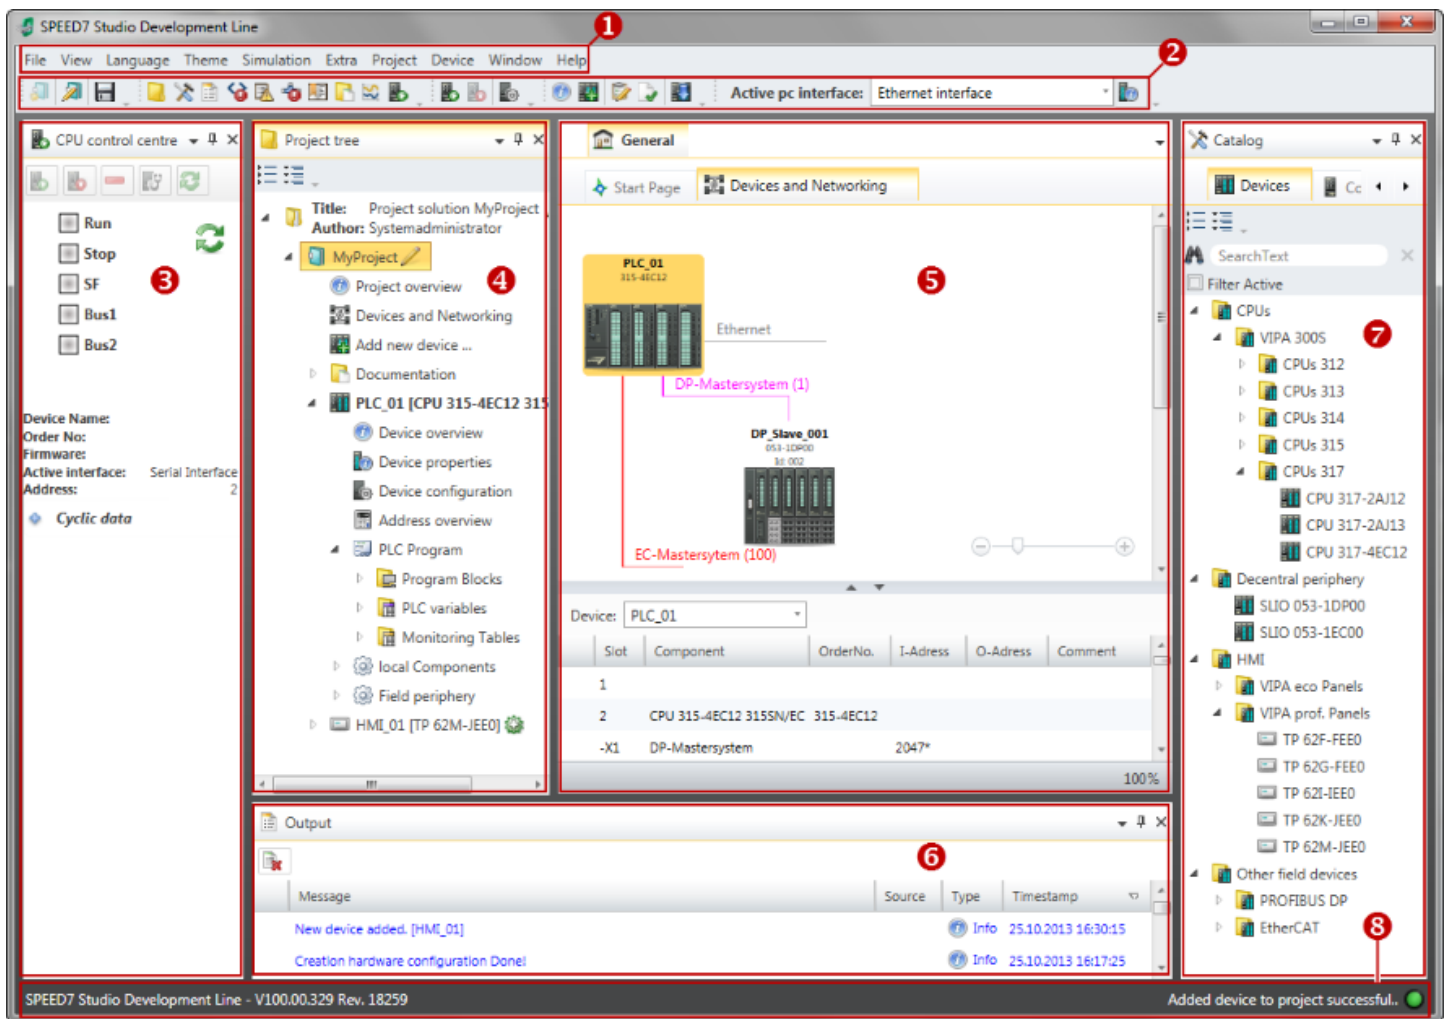 SPEED7 Studio Development Line
1
File View Language Theme Simulation Extra Project Device Window Help
2
Active pc interface: Ethernet interface
CPU control centre
Run
Stop
SF
3
Bus1
Bus2
Device Name:
Order No:
Firmware:
Active interface: Serial Interface
Address: 2
Cyclic data
Project tree
Title: Project solution MyProject
Author: Systemadministrator
MyProject
4
Project overview
Devices and Networking
Add new device ...
Documentation
PLC_01 [CPU 315-4EC12 315
Device overview
Device properties
Device configuration
Address overview
PLC Program
Program Blocks
PLC variables
Monitoring Tables
local Components
Field periphery
HMI_01 [TP 62M-JEE0]
General
Start Page Devices and Networking
PLC_01
315-4EC12
5
Ethernet
DP-Mastersystem (1)
DP_Slave_001
053-1DP00
Id: 002
EC-Mastersytem (100)
Device: PLC_01
Slot Component OrderNo. I-Adress O-Adress Comment
1
2 CPU 315-4EC12 315SN/EC 315-4EC12
-X1 DP-Mastersystem 2047*
100%
Output
6
Message Source Type Timestamp
New device added. [HMI_01] Info 25.10.2013 16:30:15
Creation hardware configuration Done! Info 25.10.2013 16:17:25
Catalog
Devices Cc
SearchText
Filter Active
CPUs
7
VIPA 300S
CPUs 312
CPUs 313
CPUs 314
CPUs 315
CPUs 317
CPU 317-2AJ12
CPU 317-2AJ13
CPU 317-4EC12
Decentral periphery
SLIO 053-1DP00
SLIO 053-1EC00
HMI
VIPA eco Panels
VIPA prof. Panels
TP 62F-FEE0
TP 62G-FEE0
TP 62I-IEE0
TP 62K-JEE0
TP 62M-JEE0
Other field devices
PROFIBUS DP
EtherCAT
8
SPEED7 Studio Development Line - V100.00.329 Rev. 18259 Added device to project successful..